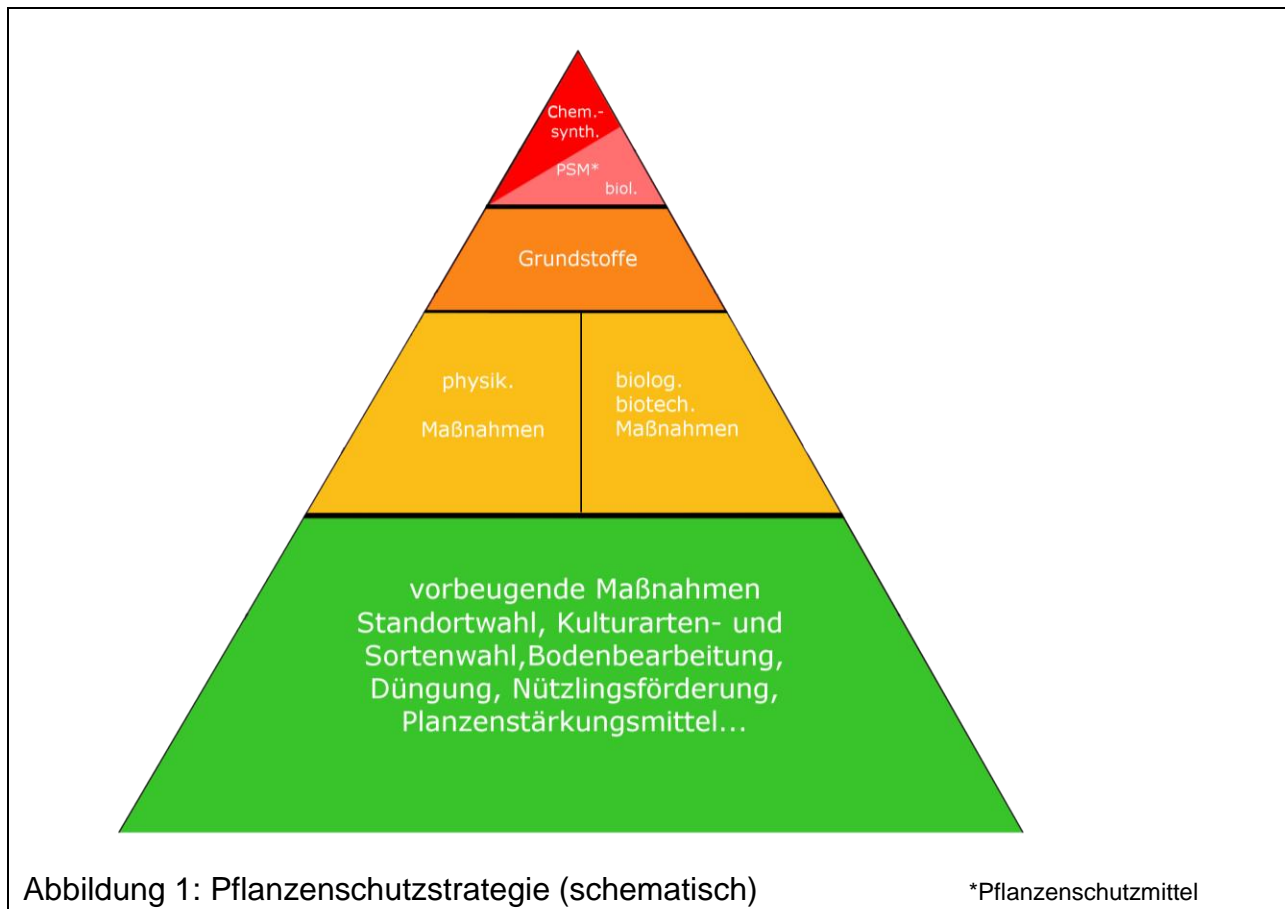 Chem.-
synth.
PSM*
biol.
Grundstoffe
physik.
Maßnahmen
biolog.
biotech.
Maßnahmen
vorbeugende Maßnahmen
Standortwahl, Kulturarten- und
Sortenwahl,Bodenbearbeitung,
Düngung, Nützlingsförderung,
Planzenstärkungsmittel...
Abbildung 1: Pflanzenschutzstrategie (schematisch)
*Pflanzenschutzmittel